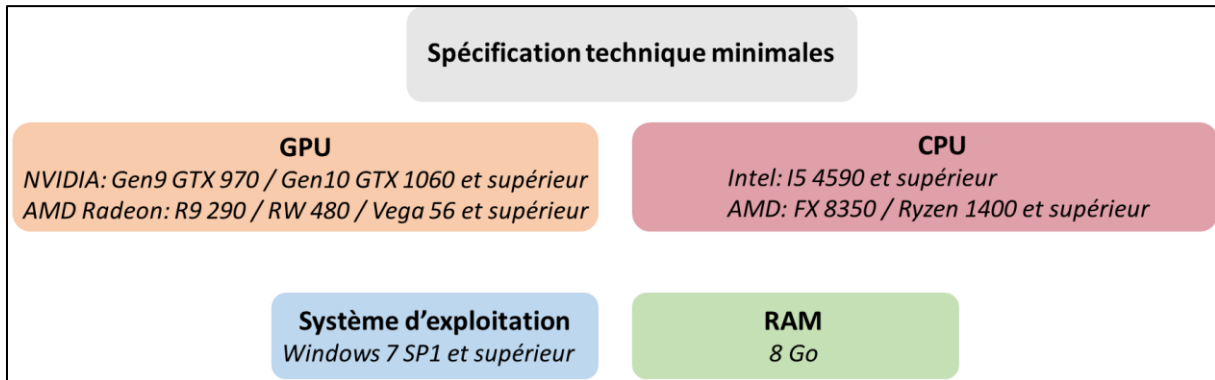 Spécification technique minimales
GPU
NVIDIA: Gen9 GTX 970 / Gen10 GTX 1060 et supérieur
AMD Radeon: R9 290 / RW 480 / Vega 56 et supérieur
CPU
Intel: I5 4590 et supérieur
AMD: FX 8350 / Ryzen 1400 et supérieur
Système d'exploitation
Windows 7 SP1 et supérieur
RAM
8 Go